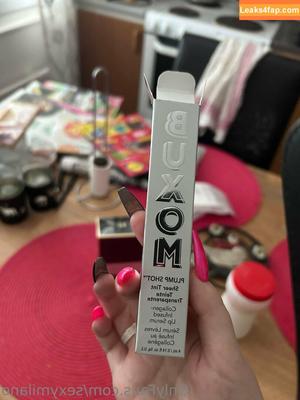 Leaks4fap.com
BUXOM
PLUMP SHOT™
Sheer Tint
Teinte
Transparente
Collagen-
Infused
Lip Serum
Sérum Lèvres
Infusé au
Collagène